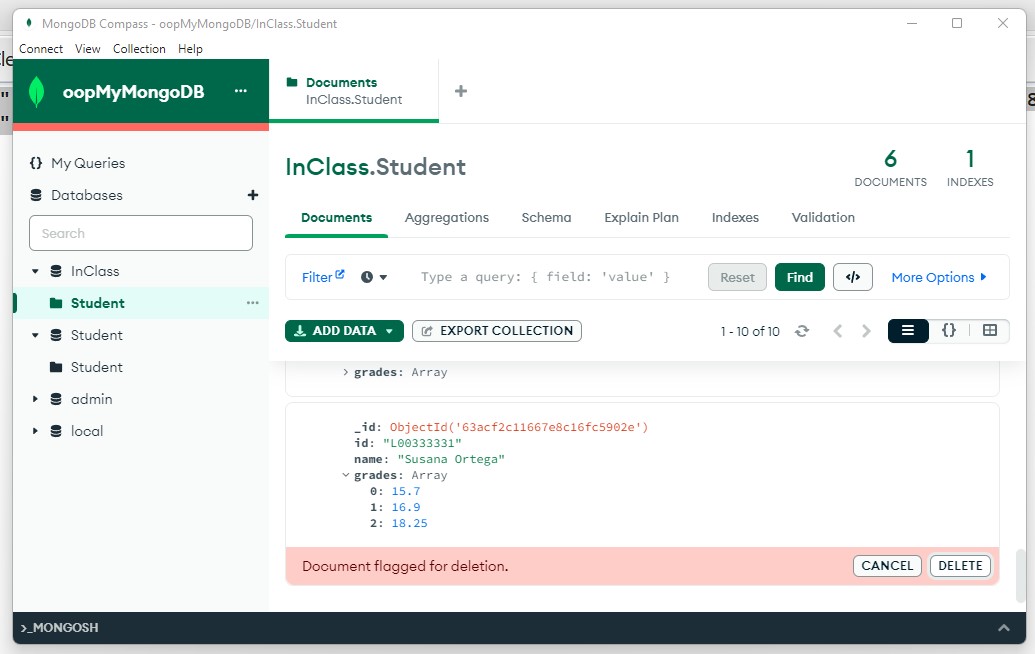 MongoDB Compass - oopMyMongoDB/InClass.Student
Connect View Collection Help
oopMyMongoDB ...
Documents
InClass.Student
+
{} My Queries
Databases +
Search
InClass
Student ...
Student
Student
admin
local
InClass.Student
6
DOCUMENTS
1
INDEXES
Documents Aggregations Schema Explain Plan Indexes Validation
Filter Type a query: { field: 'value' } Reset Find </> More Options
ADD DATA EXPORT COLLECTION 1 - 10 of 10 {}
> grades: Array
_id: ObjectId('63acf2c11667e8c16fc5902e')
id: "L00333331"
name: "Susana Ortega"
grades: Array
0: 15.7
1: 16.9
2: 18.25
Document flagged for deletion. CANCEL DELETE
>_MONGOSH